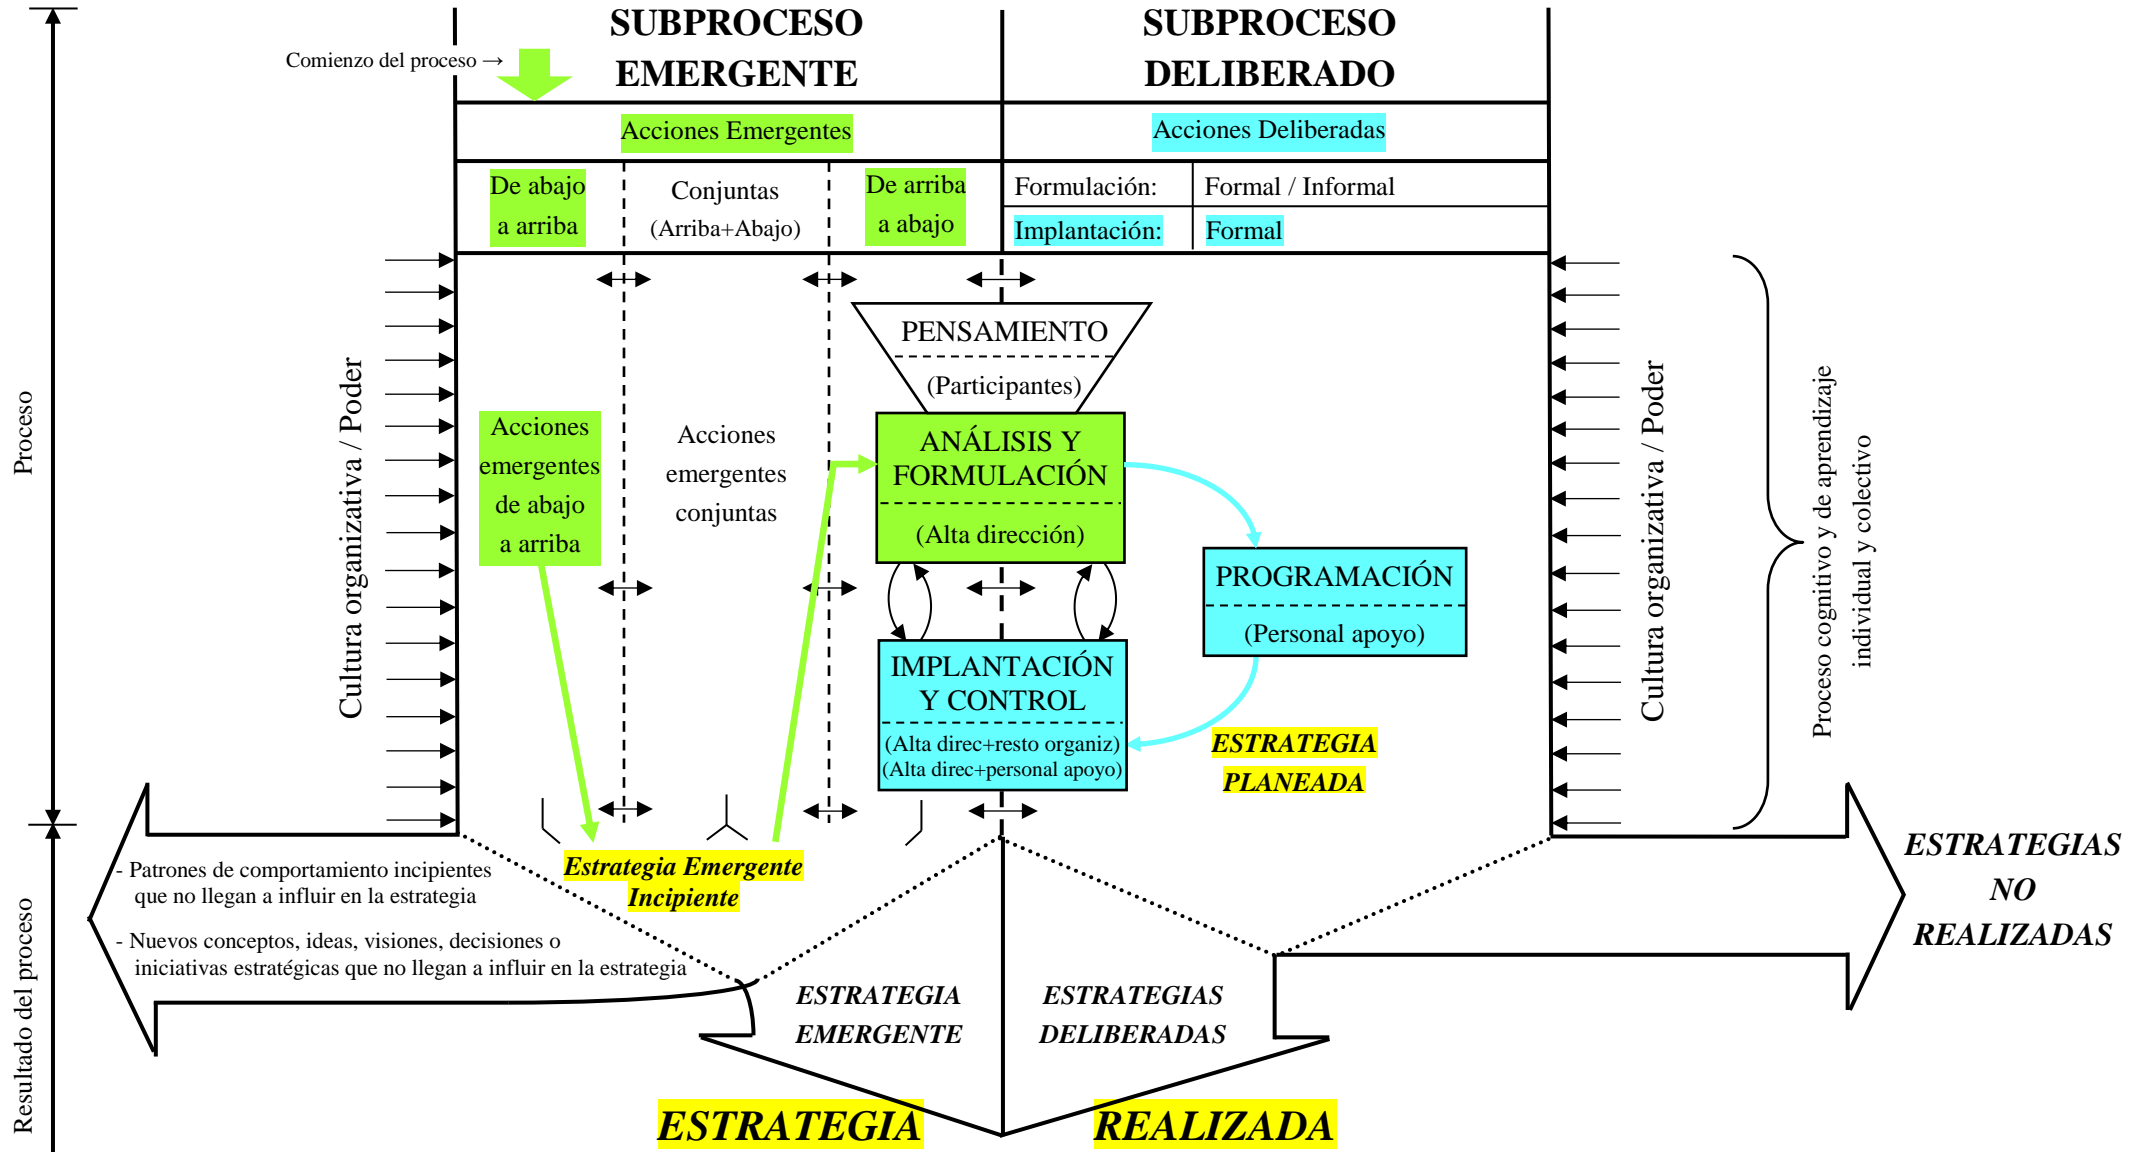 SUBPROCESO
EMERGENTE
SUBPROCESO
DELIBERADO
Comienzo del proceso →
Acciones Emergentes
Acciones Deliberadas
De abajo
a arriba
Conjuntas
(Arriba+Abajo)
De arriba
a abajo
Formulación:
Formal / Informal
Implantación:
Formal
Proceso
Cultura organizativa / Poder
PENSAMIENTO
(Participantes)
Acciones
emergentes
de abajo
a arriba
Acciones
emergentes
conjuntas
ANÁLISIS Y
FORMULACIÓN
(Alta dirección)
PROGRAMACIÓN
(Personal apoyo)
IMPLANTACIÓN
Y CONTROL
(Alta direc+resto organiz)
(Alta direc+personal apoyo)
ESTRATEGIA
PLANEADA
Cultura organizativa / Poder
Proceso cognitivo y de aprendizaje
individual y colectivo
Resultado del proceso
- Patrones de comportamiento incipientes
que no llegan a influir en la estrategia
- Nuevos conceptos, ideas, visiones, decisiones o
iniciativas estratégicas que no llegan a influir en la estrategia
Estrategia Emergente
Incipiente
ESTRATEGIAS
NO
REALIZADAS
ESTRATEGIA
EMERGENTE
ESTRATEGIAS
DELIBERADAS
ESTRATEGIA REALIZADA